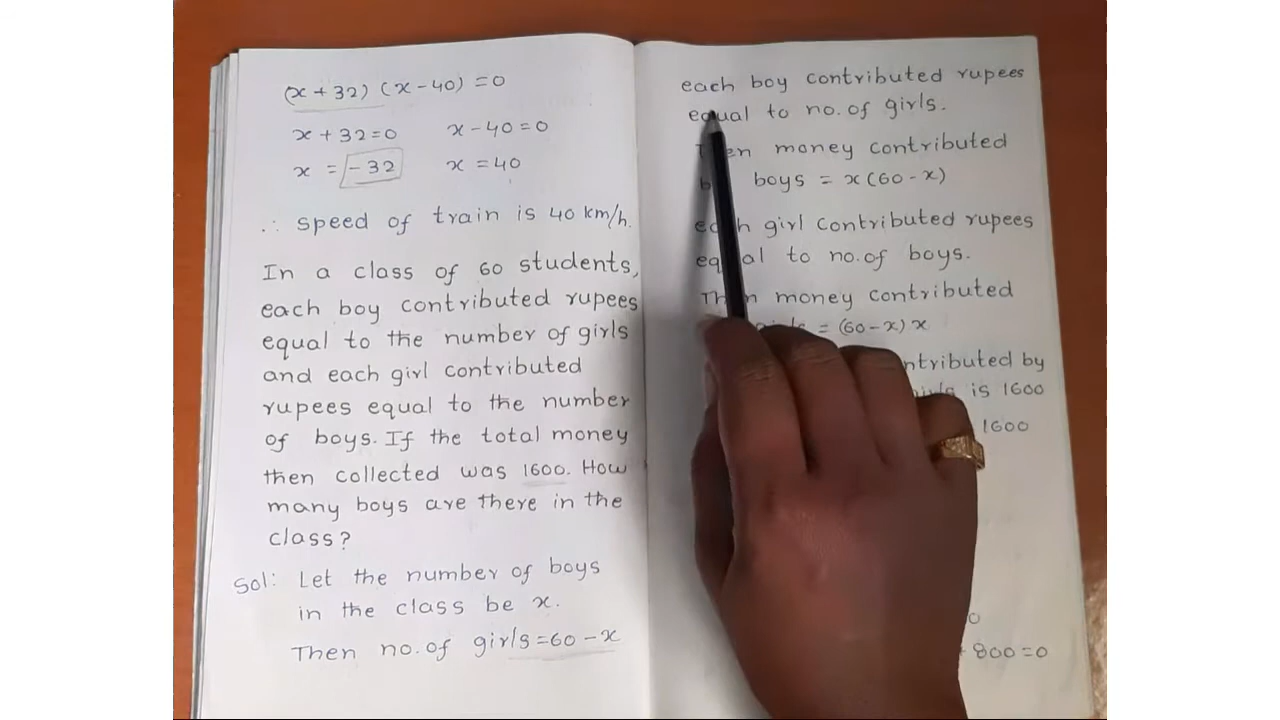 (x + 32) (x - 40) = 0
x + 32 = 0 x - 40 = 0
x = -32 x = 40
∴ speed of train is 40 km/h.
In a class of 60 students,
each boy contributed rupees
equal to the number of girls
and each girl contributed
rupees equal to the number
of boys. If the total money
then collected was 1600. How
many boys are there in the
class?
Sol: Let the number of boys
in the class be x.
Then no. of girls = 60 - x
each boy contributed rupees
equal to no. of girls.
Then money contributed
boys = x(60 - x)
each girl contributed rupees
equal to no. of boys.
Then money contributed
= (60 - x) x
by
is 1600
1600
800 = 0